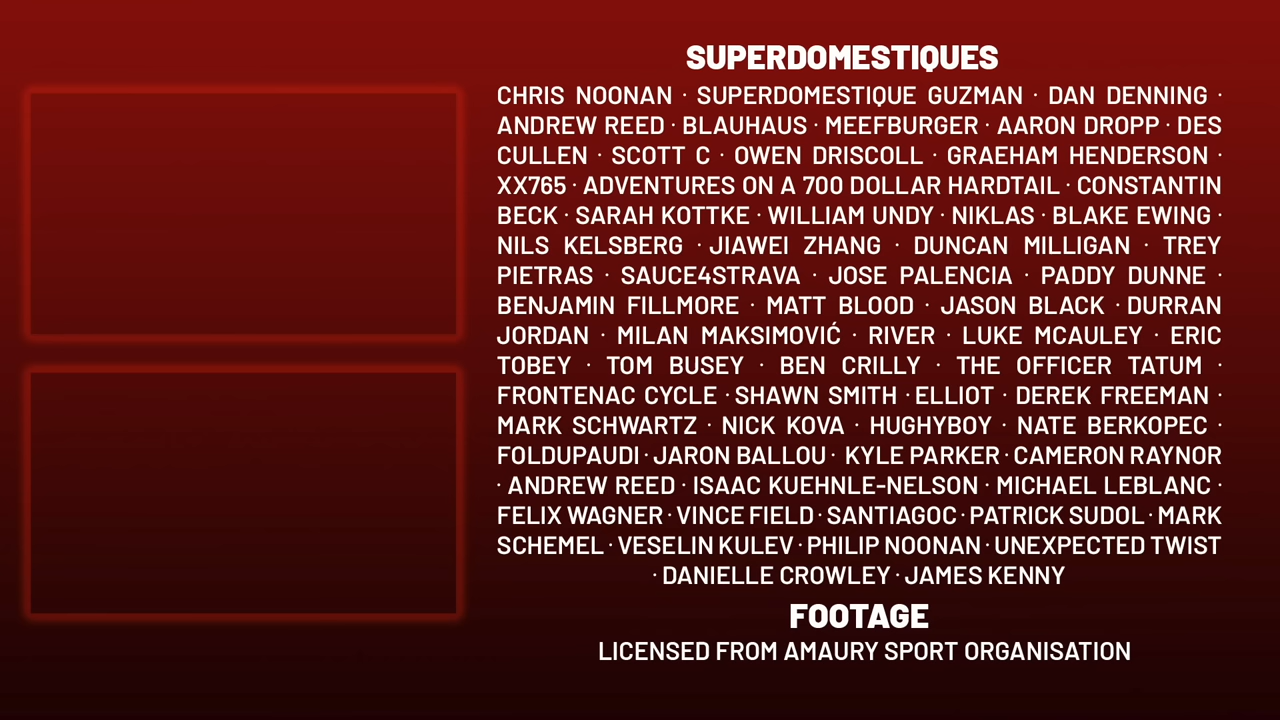 SUPERDOMESTIQUES
CHRIS NOONAN · SUPERDOMESTIQUE GUZMAN · DAN DENNING ·
ANDREW REED · BLAUHAUS · MEEFBURGER · AARON DROPP · DES
CULLEN · SCOTT C · OWEN DRISCOLL · GRAEHAM HENDERSON ·
XX765 · ADVENTURES ON A 700 DOLLAR HARDTAIL · CONSTANTIN
BECK · SARAH KOTTKE · WILLIAM UNDY · NIKLAS · BLAKE EWING ·
NILS KELSBERG · JIAWEI ZHANG · DUNCAN MILLIGAN · TREY
PIETRAS · SAUCE4STRAVA · JOSE PALENCIA · PADDY DUNNE ·
BENJAMIN FILLMORE · MATT BLOOD · JASON BLACK · DURRAN
JORDAN · MILAN MAKSIMOVIĆ · RIVER · LUKE MCAULEY · ERIC
TOBEY · TOM BUSEY · BEN CRILLY · THE OFFICER TATUM ·
FRONTENAC CYCLE · SHAWN SMITH · ELLIOT · DEREK FREEMAN ·
MARK SCHWARTZ · NICK KOVA · HUGHYBOY · NATE BERKOPEC ·
FOLDUPAUDI · JARON BALLOU · KYLE PARKER · CAMERON RAYNOR
· ANDREW REED · ISAAC KUEHNLE-NELSON · MICHAEL LEBLANC ·
FELIX WAGNER · VINCE FIELD · SANTIAGOC · PATRICK SUDOL · MARK
SCHEMEL · VESELIN KULEV · PHILIP NOONAN · UNEXPECTED TWIST
· DANIELLE CROWLEY · JAMES KENNY
FOOTAGE
LICENSED FROM AMAURY SPORT ORGANISATION